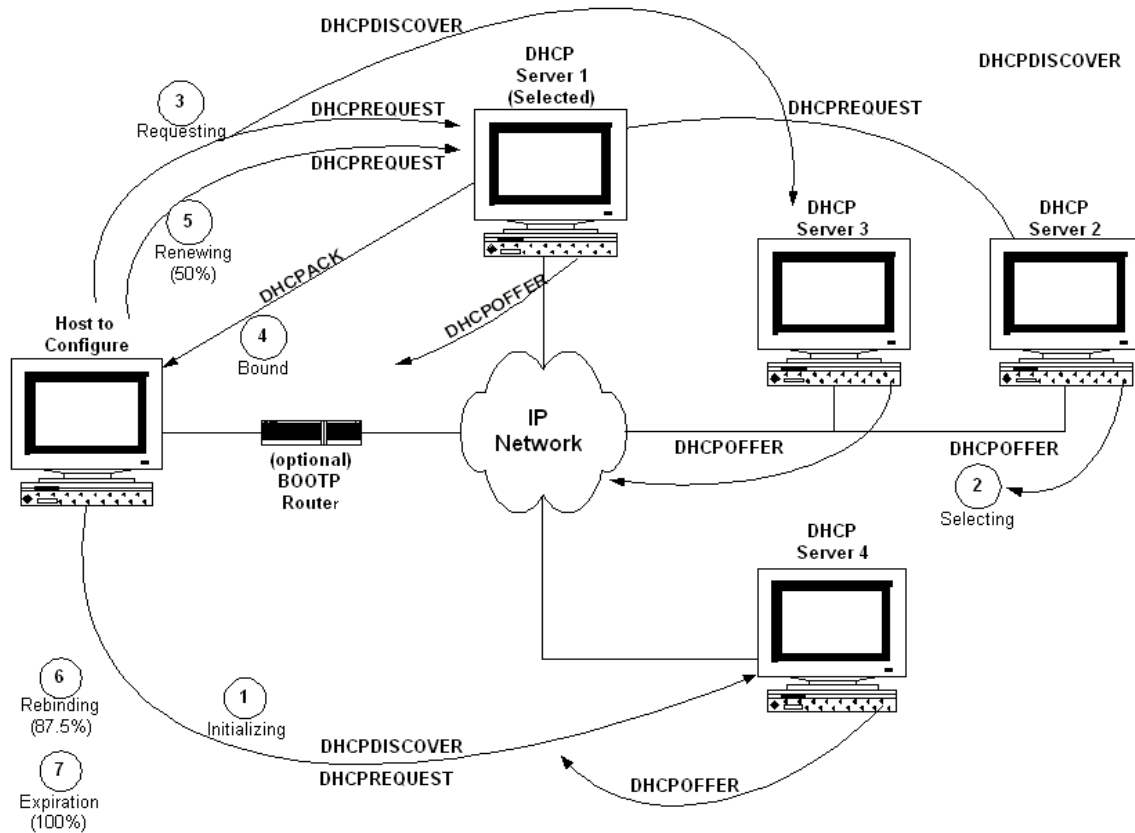 DHCPDISCOVER
DHCP
Server 1
(Selected)
DHCPDISCOVER
3
Requesting
DHCPREQUEST
DHCPREQUEST
DHCPREQUEST
5
Renewing
(50%)
DHCP
Server 3
DHCP
Server 2
DHCPACK
DHCPOFFER
Host to
Configure
4
Bound
IP
Network
(optional)
BOOTP
Router
DHCPOFFER
DHCPOFFER
2
Selecting
DHCP
Server 4
6
Rebinding
(87.5%)
1
Initializing
DHCPDISCOVER
DHCPREQUEST
DHCPOFFER
7
Expiration
(100%)